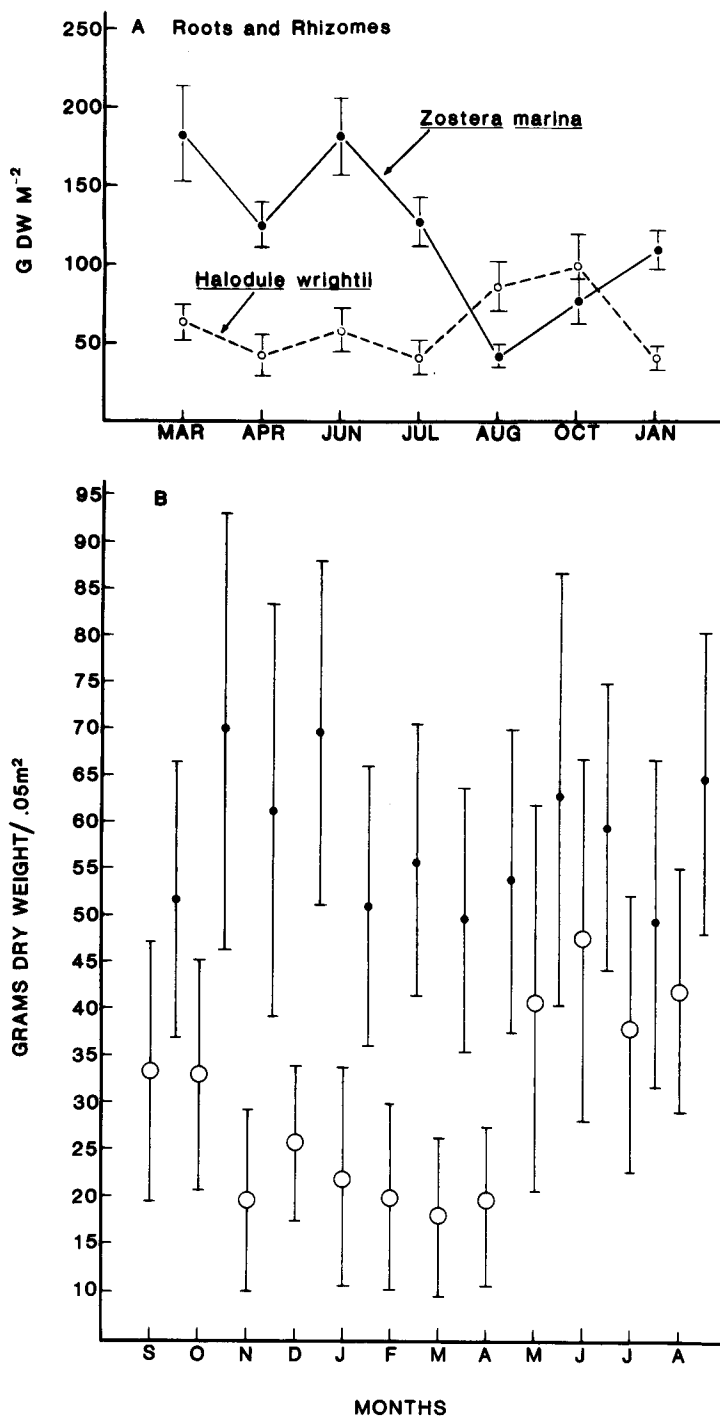 A Roots and Rhizomes
250
200
150
100
50
G DW M⁻²
Zostera marina
Halodule wrightii
MAR APR JUN JUL AUG OCT JAN
B
95
90
85
80
75
70
65
60
55
50
45
40
35
30
25
20
15
10
GRAMS DRY WEIGHT/.05m²
S O N D J F M A M J J A
MONTHS